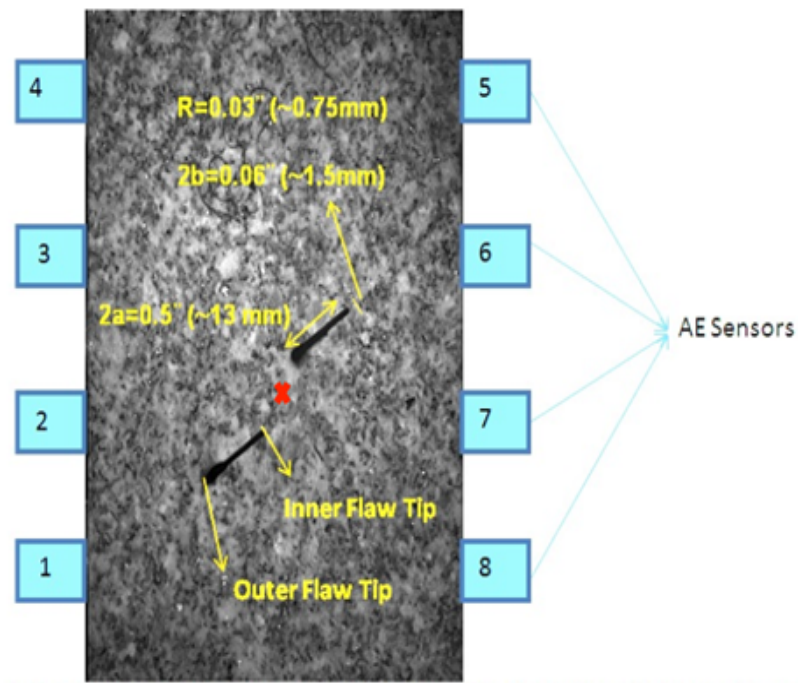 4
5
R=0.03" (~0.75mm)
2b=0.06" (~1.5mm)
3
6
2a=0.5" (~13 mm)
AE Sensors
2
7
Inner Flaw Tip
1
8
Outer Flaw Tip